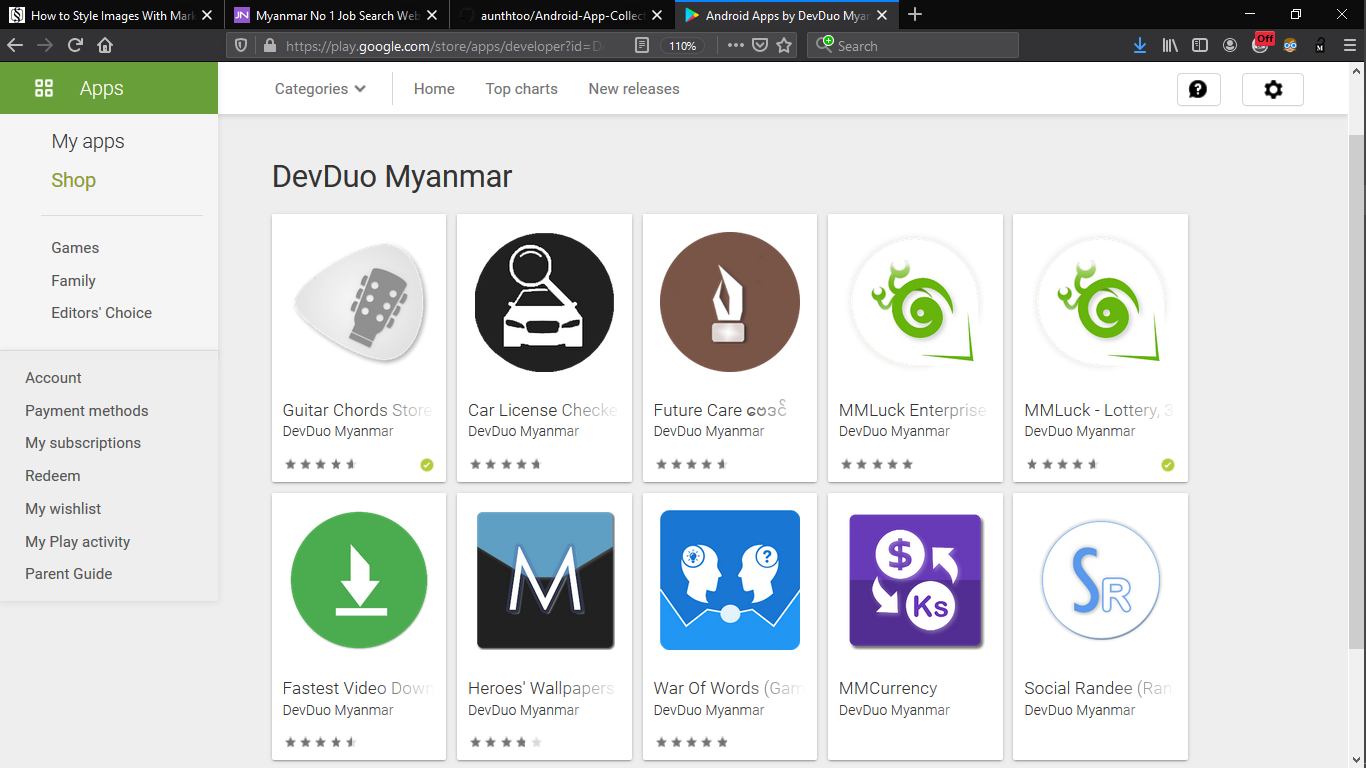 How to Style Images With Mark
Myanmar No 1 Job Search Web
aunthtoo/Android-App-Collect
Android Apps by DevDuo Myan
https://play.google.com/store/apps/developer?id=D
110%
Search
Off
Apps
Categories
Home
Top charts
New releases
My apps
Shop
Games
Family
Editors' Choice
Account
Payment methods
My subscriptions
Redeem
My wishlist
My Play activity
Parent Guide
DevDuo Myanmar
Guitar Chords Store
DevDuo Myanmar
Car License Checke
DevDuo Myanmar
Future Care ဗေဒင်
DevDuo Myanmar
MMLuck Enterprise
DevDuo Myanmar
MMLuck - Lottery, 3
DevDuo Myanmar
M
$
Ks
SR
Fastest Video Down
DevDuo Myanmar
Heroes' Wallpapers
DevDuo Myanmar
War Of Words (Gam
DevDuo Myanmar
MMCurrency
DevDuo Myanmar
Social Randee (Ran
DevDuo Myanmar